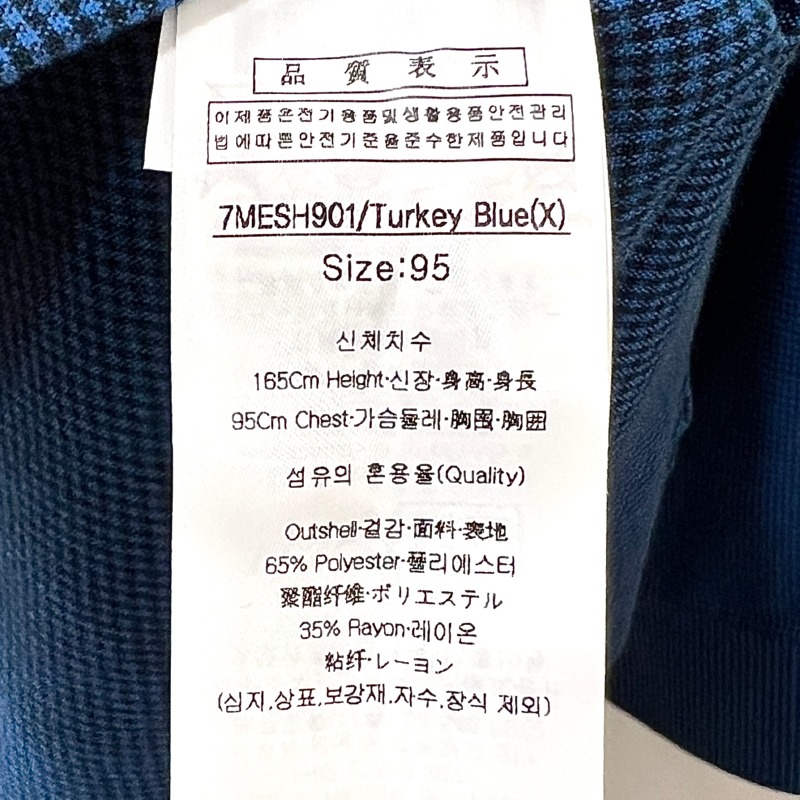 品質表示
이제품은전기용품및생활용품안전관리
법에따른안전기준을준수한제품입니다
7MESH901/Turkey Blue(X)
Size:95
신체치수
165Cm Height·신장·身高·身長
95Cm Chest·가슴둘레·胸围·胸囲
섬유의 혼용율(Quality)
Outshell·겉감·面料·表地
65% Polyester·폴리에스터
聚酯纤维·ポリエステル
35% Rayon·레이온
粘纤·レーヨン
(심지,상표,보강재,자수,장식 제외)